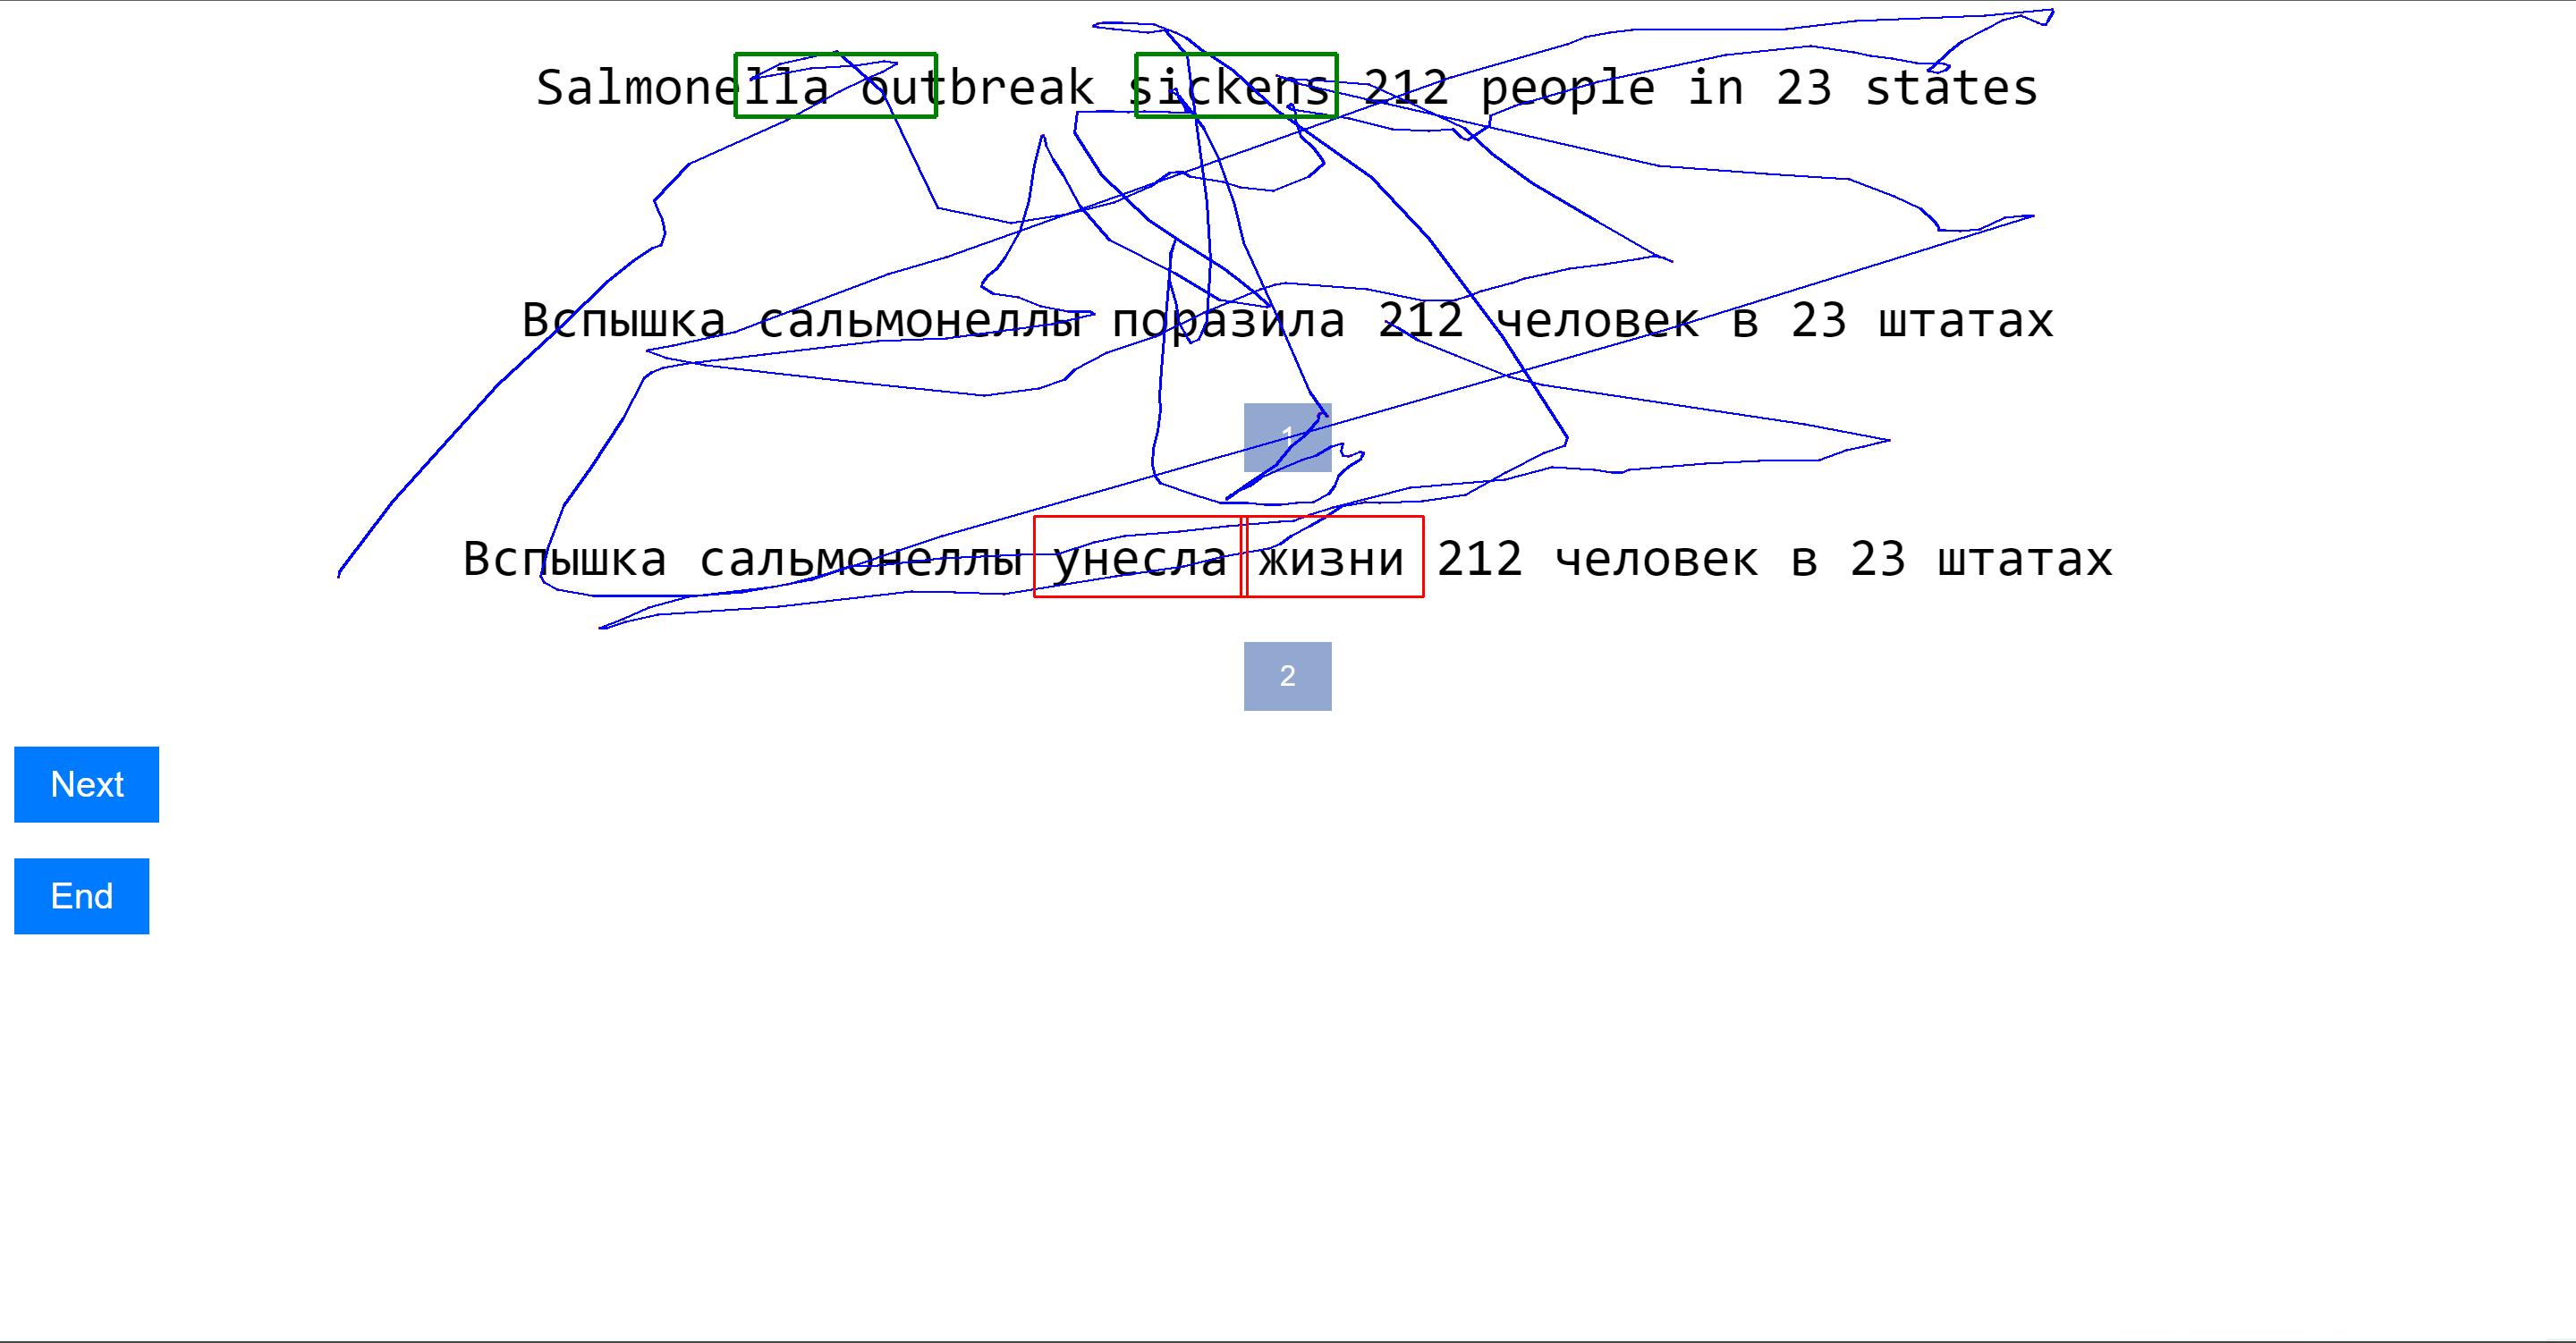 Salmonella outbreak sickens 212 people in 23 states
Вспышка сальмонеллы поразила 212 человек в 23 штатах
1
Вспышка сальмонеллы унесла жизни 212 человек в 23 штатах
2
Next
End